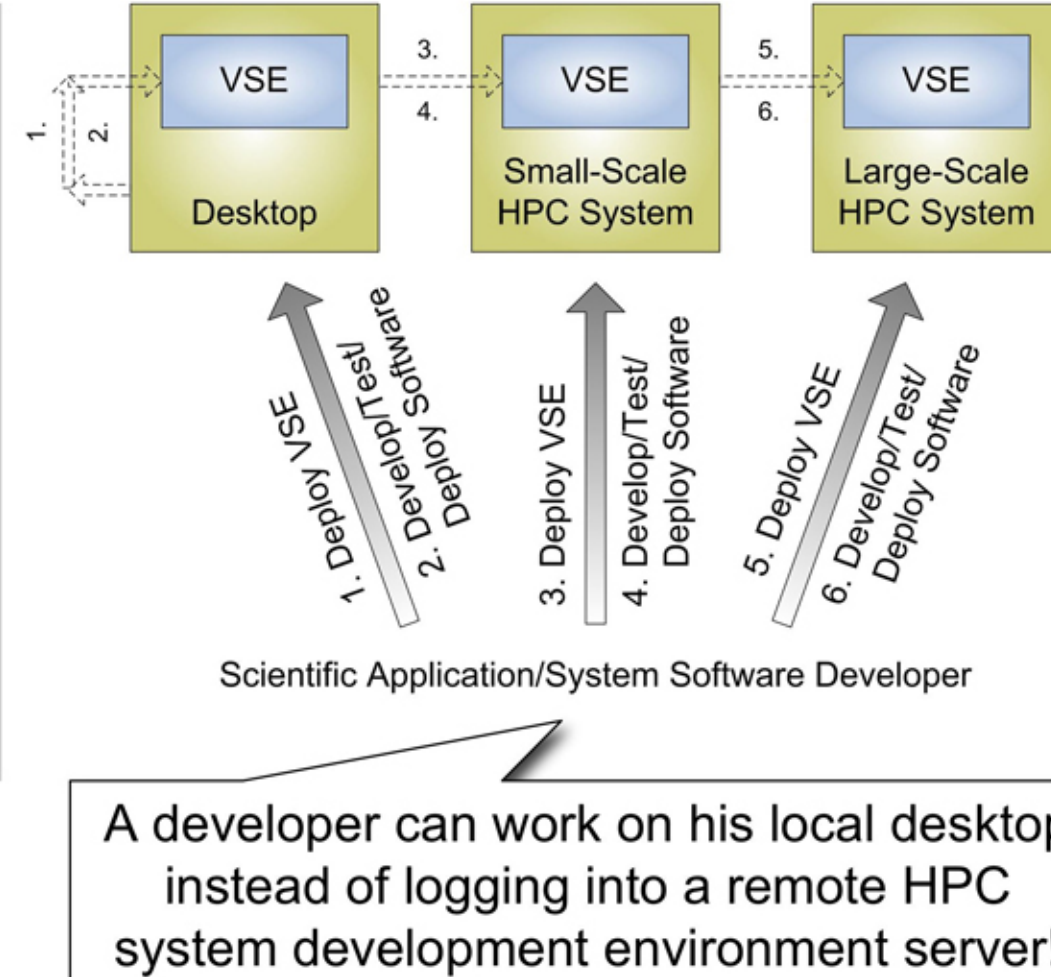 VSE
Desktop
1.
2.
3.
4.
VSE
Small-Scale
HPC System
5.
6.
VSE
Large-Scale
HPC System
1. Deploy VSE
2. Develop/Test/
Deploy Software
3. Deploy VSE
4. Develop/Test/
Deploy Software
5. Deploy VSE
6. Develop/Test/
Deploy Software
Scientific Application/System Software Developer
A developer can work on his local desktop
instead of logging into a remote HPC
system development environment server!